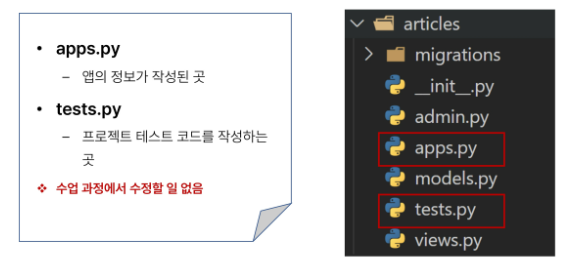 • apps.py
– 앱의 정보가 작성된 곳
• tests.py
– 프로젝트 테스트 코드를 작성하는
곳
❖ 수업 과정에서 수정할 일 없음
articles
migrations
__init__.py
admin.py
apps.py
models.py
tests.py
views.py